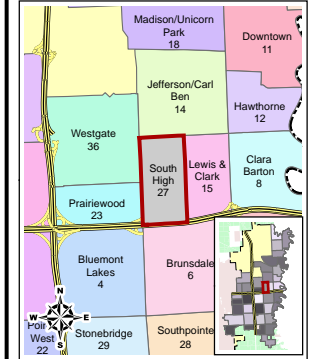 Madison/Unicorn
Park
18
Downtown
11
Jefferson/Carl
Ben
14
Hawthorne
12
Westgate
36
South
High
27
Lewis &
Clark
15
Clara
Barton
8
Prairiewood
23
Bluemont
Lakes
4
Brunsdale
6
N
W
E
S
West
22
Stonebridge
29
Southpointe
28